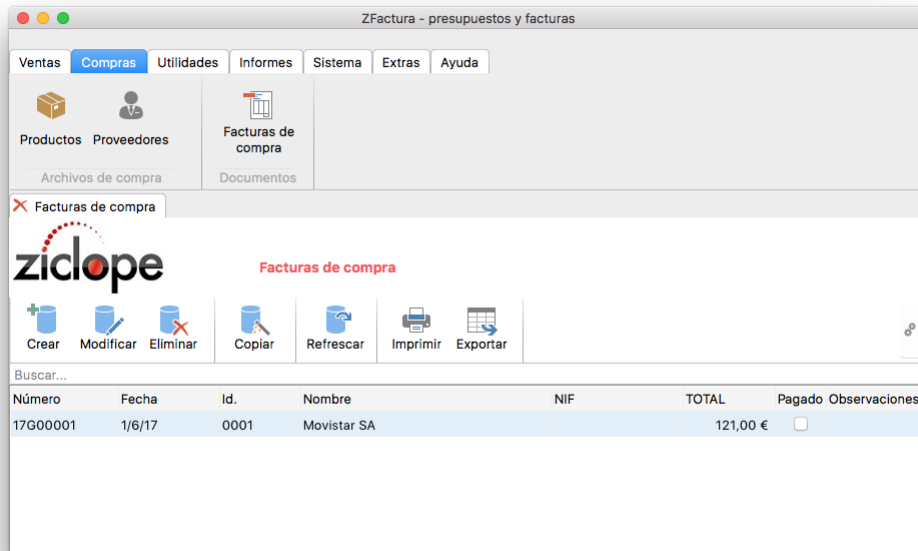 ZFactura - presupuestos y facturas
Ventas Compras Utilidades Informes Sistema Extras Ayuda
Productos Proveedores Facturas de compra
Archivos de compra Documentos
Facturas de compra
ziclope
Facturas de compra
Crear Modificar Eliminar Copiar Refrescar Imprimir Exportar
Buscar...
Número Fecha Id. Nombre NIF TOTAL Pagado Observaciones
17G00001 1/6/17 0001 Movistar SA 121,00 €